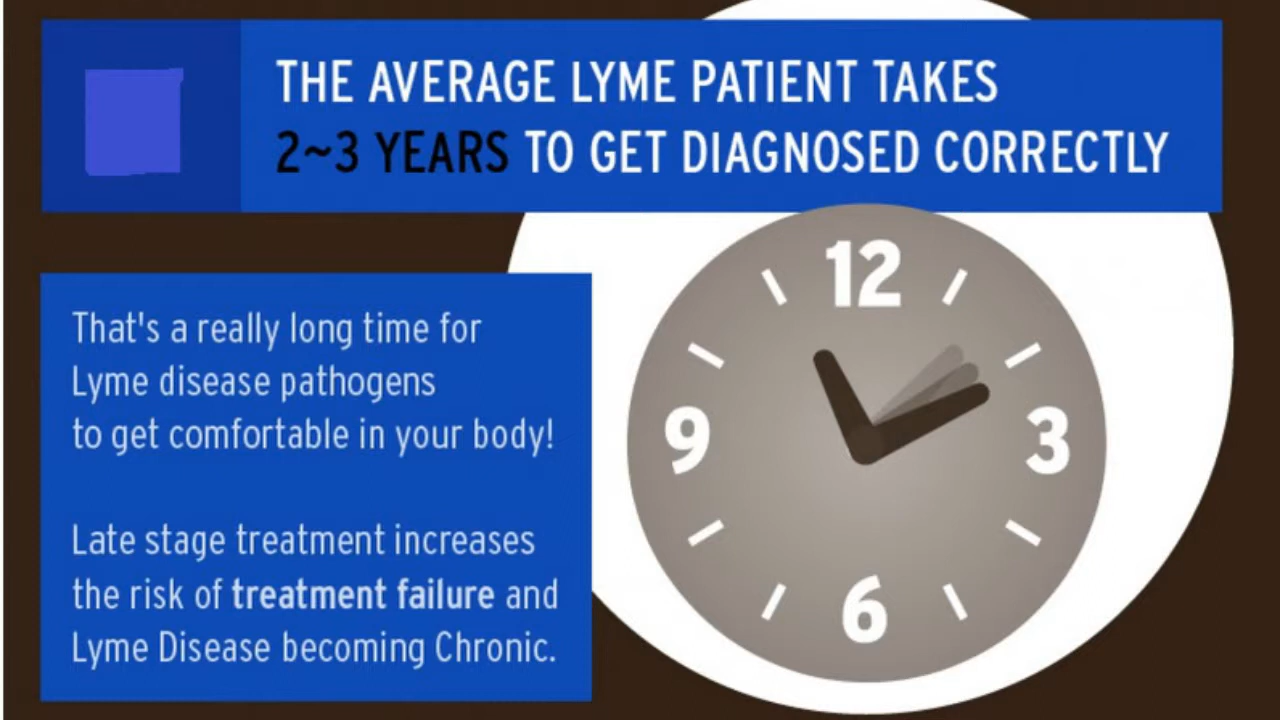 THE AVERAGE LYME PATIENT TAKES
2~3 YEARS TO GET DIAGNOSED CORRECTLY
That's a really long time for
Lyme disease pathogens
to get comfortable in your body!
Late stage treatment increases
the risk of treatment failure and
Lyme Disease becoming Chronic.
12
9
3
6